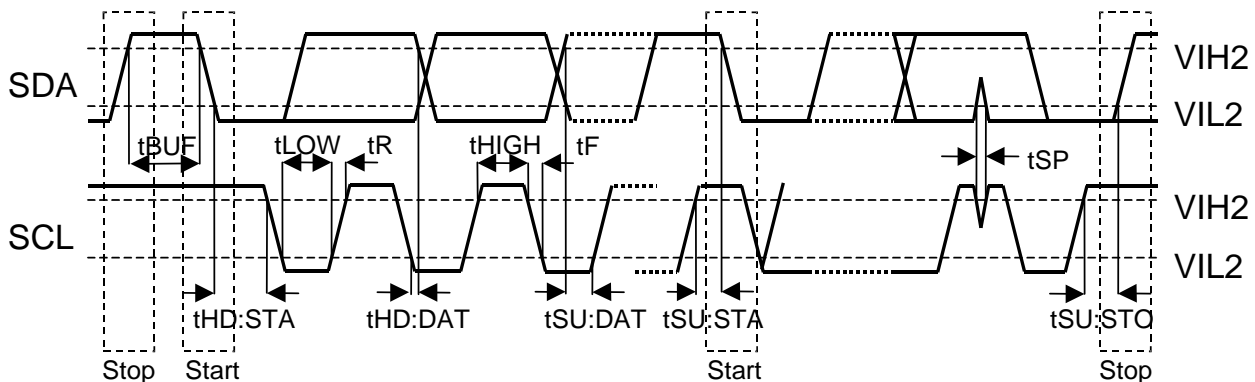 VIH2
SDA
VIL2
tBUF
tLOW
tR
tHIGH
tF
tSP
VIH2
SCL
VIL2
tHD:STA
tHD:DAT
tSU:DAT
tSU:STA
tSU:STO
Stop
Start
Start
Stop